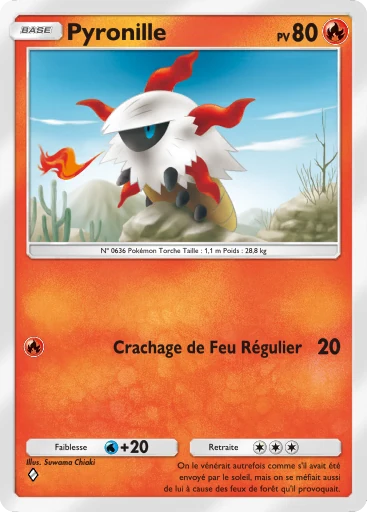 BASE Pyronille PV 80
N° 0636 Pokémon Torche Taille : 1,1 m Poids : 28,8 kg
Crachage de Feu Régulier 20
Faiblesse +20 Retraite
Illus. Suwama Chiaki
On le vénérait autrefois comme s'il avait été
envoyé par le soleil, mais on se méfiait aussi
de lui à cause des feux de forêt qu'il provoquait.